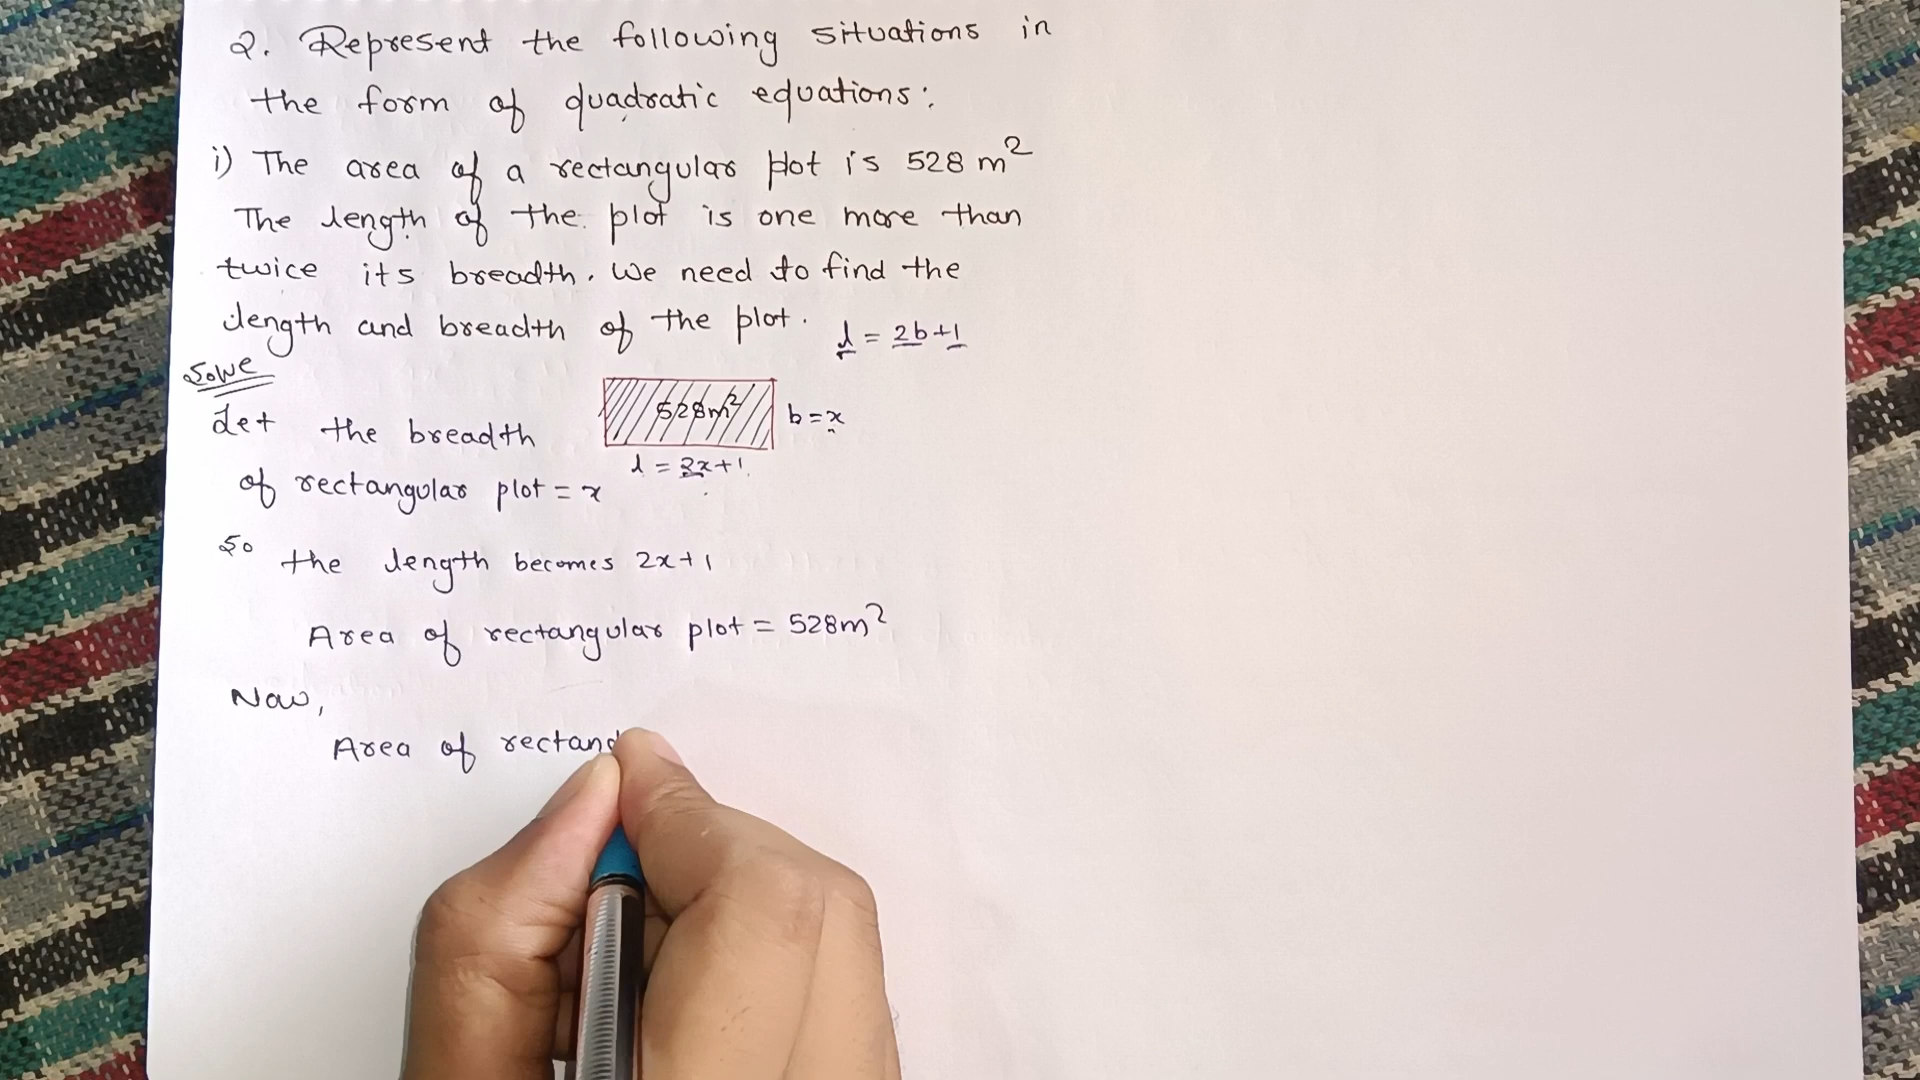 2. Represent the following situations in
the form of quadratic equations:
i) The area of a rectangular plot is 528 m²
The length of the plot is one more than
twice its breadth. We need to find the
length and breadth of the plot.
l = 2b+1
Solve
528m²
b = x
l = 2x+1
Let the breadth
of rectangular plot = x
So the length becomes 2x+1
Area of rectangular plot = 528m²
Now,
Area of rectang